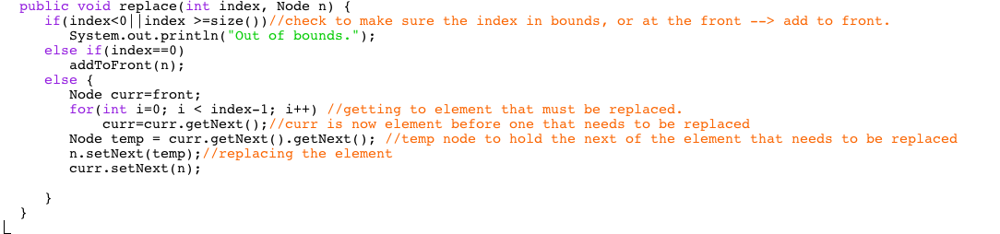 public void replace(int index, Node n) {
if(index<0||index >=size())//check to make sure the index in bounds, or at the front --> add to front.
System.out.println("Out of bounds.");
else if(index==0)
addToFront(n);
else {
Node curr=front;
for(int i=0; i < index-1; i++) //getting to element that must be replaced.
curr=curr.getNext();//curr is now element before one that needs to be replaced
Node temp = curr.getNext().getNext(); //temp node to hold the next of the element that needs to be replaced
n.setNext(temp);//replacing the element
curr.setNext(n);
}
}